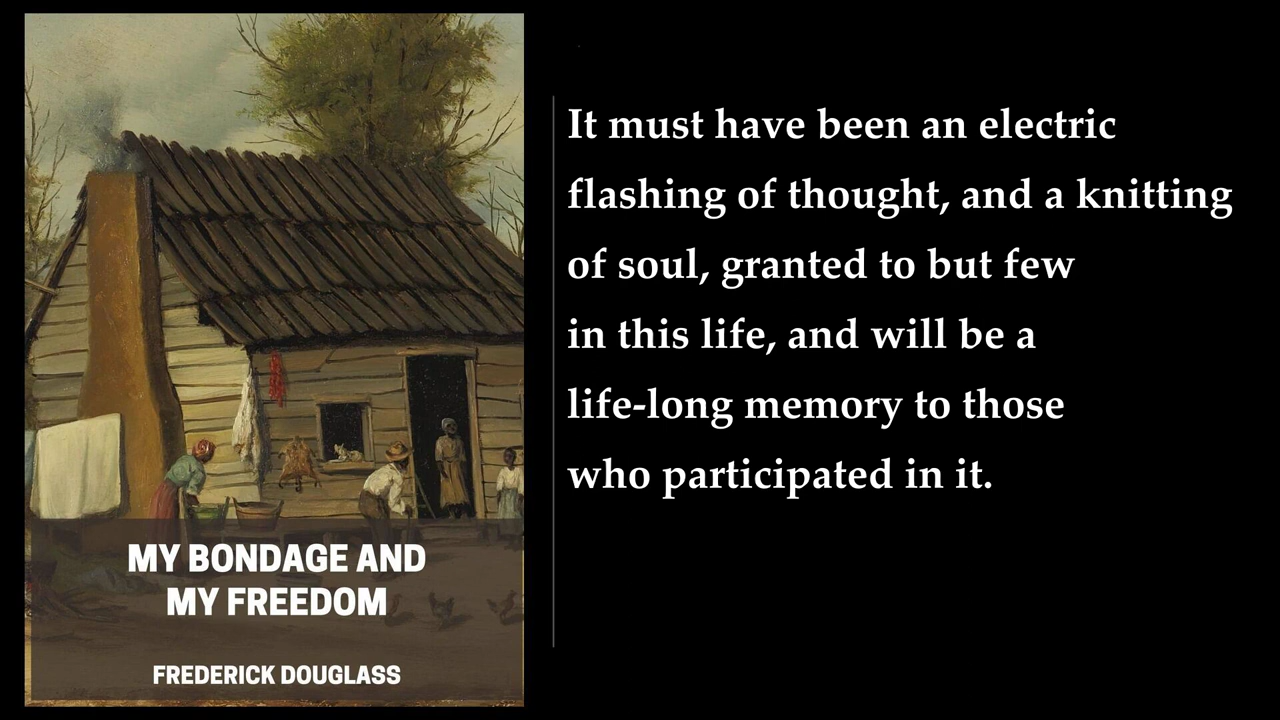 MY BONDAGE AND
MY FREEDOM
FREDERICK DOUGLASS
It must have been an electric
flashing of thought, and a knitting
of soul, granted to but few
in this life, and will be a
life-long memory to those
who participated in it.